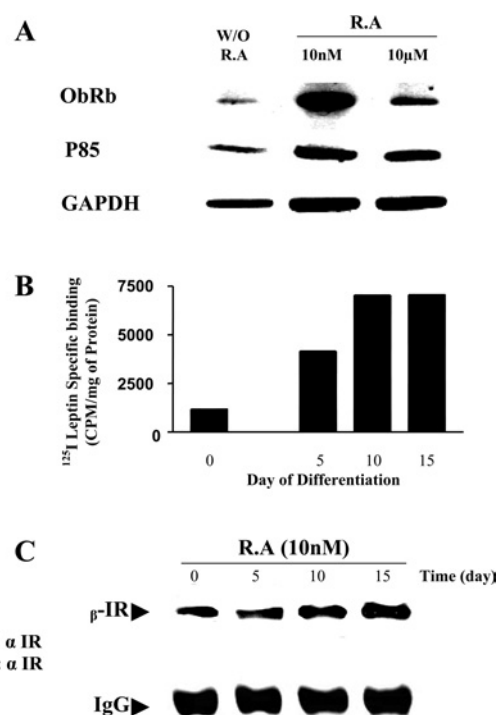 A
W/O
R.A
R.A
10nM
10µM
ObRb
P85
GAPDH
B
¹²⁵I Leptin Specific binding
(CPM/mg of Protein)
7500
5000
2500
0
0
5
10
15
Day of Differentiation
C
R.A (10nM)
0
5
10
15
Time (day)
β-IR
α IR
α IR
IgG